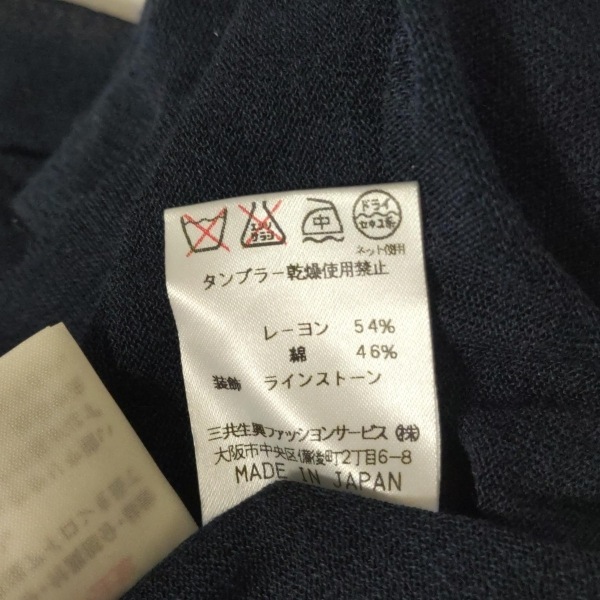 エンソ
サラシ
中
ドライ
セキユ系
ネット使用
タンブラー乾燥使用禁止
レーヨン 54%
綿 46%
装飾 ラインストーン
三共生興ファッションサービス ㈱
大阪市中央区備後町2丁目6-8
MADE IN JAPAN